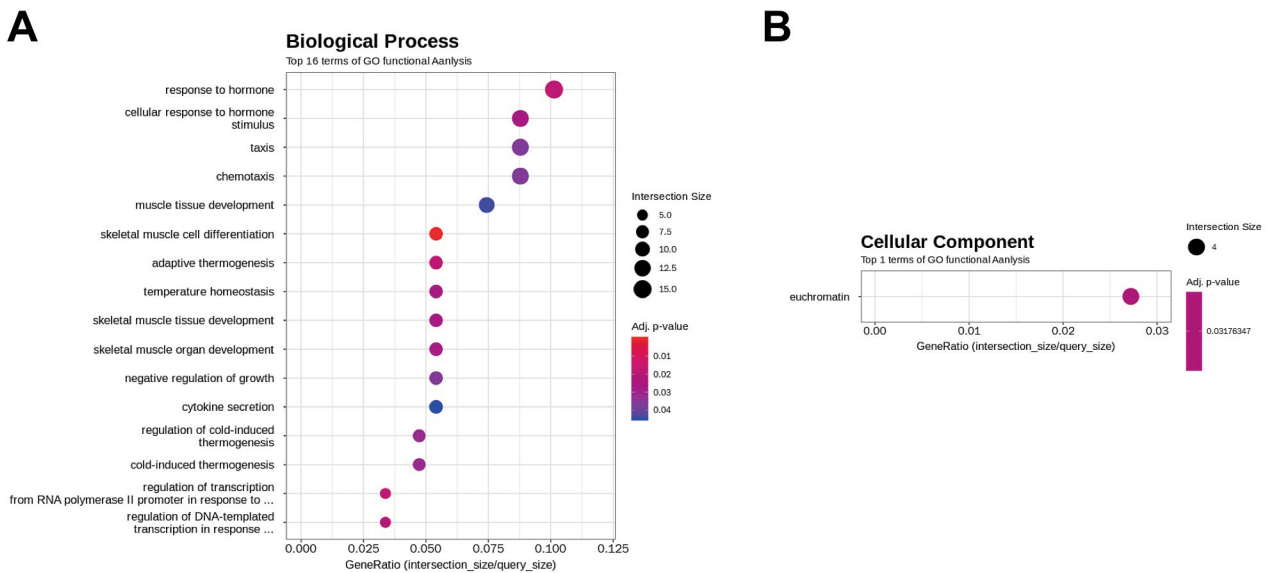 A
Biological Process
Top 16 terms of GO functional Aanlysis
response to hormone
cellular response to hormone
stimulus
taxis
chemotaxis
muscle tissue development
skeletal muscle cell differentiation
adaptive thermogenesis
temperature homeostasis
skeletal muscle tissue development
skeletal muscle organ development
negative regulation of growth
cytokine secretion
regulation of cold-induced
thermogenesis
cold-induced thermogenesis
regulation of transcription
from RNA polymerase II promoter in response to ...
regulation of DNA-templated
transcription in response ...
0.000 0.025 0.050 0.075 0.100 0.125
GeneRatio (intersection_size/query_size)
Intersection Size
5.0
7.5
10.0
12.5
15.0
Adj. p-value
0.01
0.02
0.03
0.04
B
Cellular Component
Top 1 terms of GO functional Aanlysis
euchromatin
0.00 0.01 0.02 0.03
GeneRatio (intersection_size/query_size)
Intersection Size
4
Adj. p-value
0.03176347